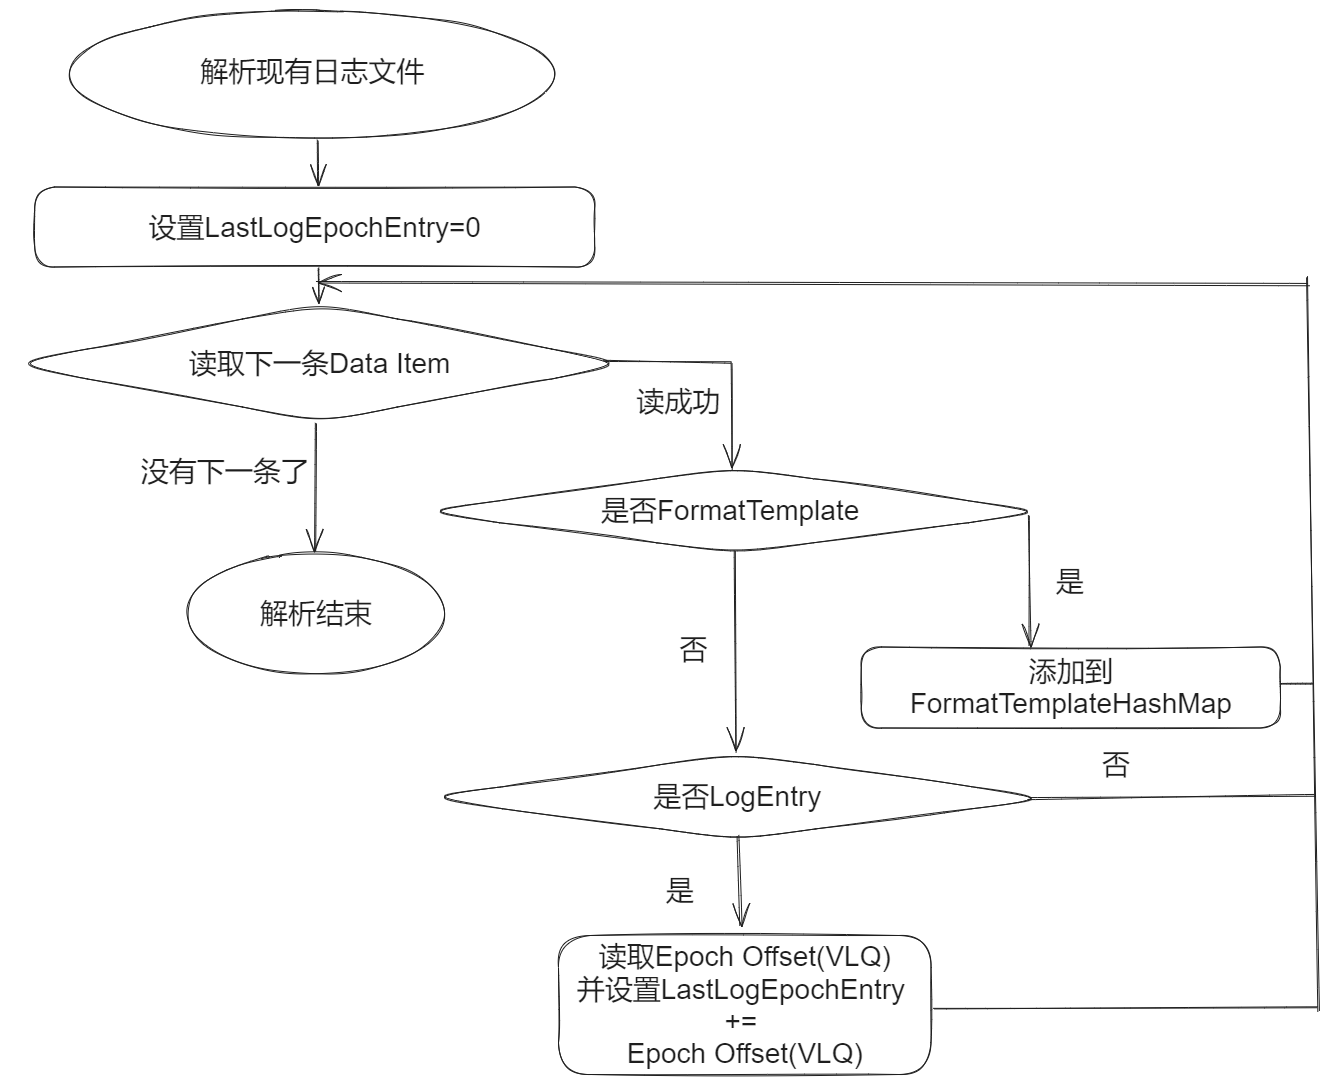 解析现有日志文件
设置LastLogEpochEntry=0
读取下一条Data Item
读成功
没有下一条了
是否FormatTemplate
解析结束
是
否
添加到
FormatTemplateHashMap
否
是否LogEntry
是
读取Epoch Offset(VLQ)
并设置LastLogEpochEntry
+=
Epoch Offset(VLQ)